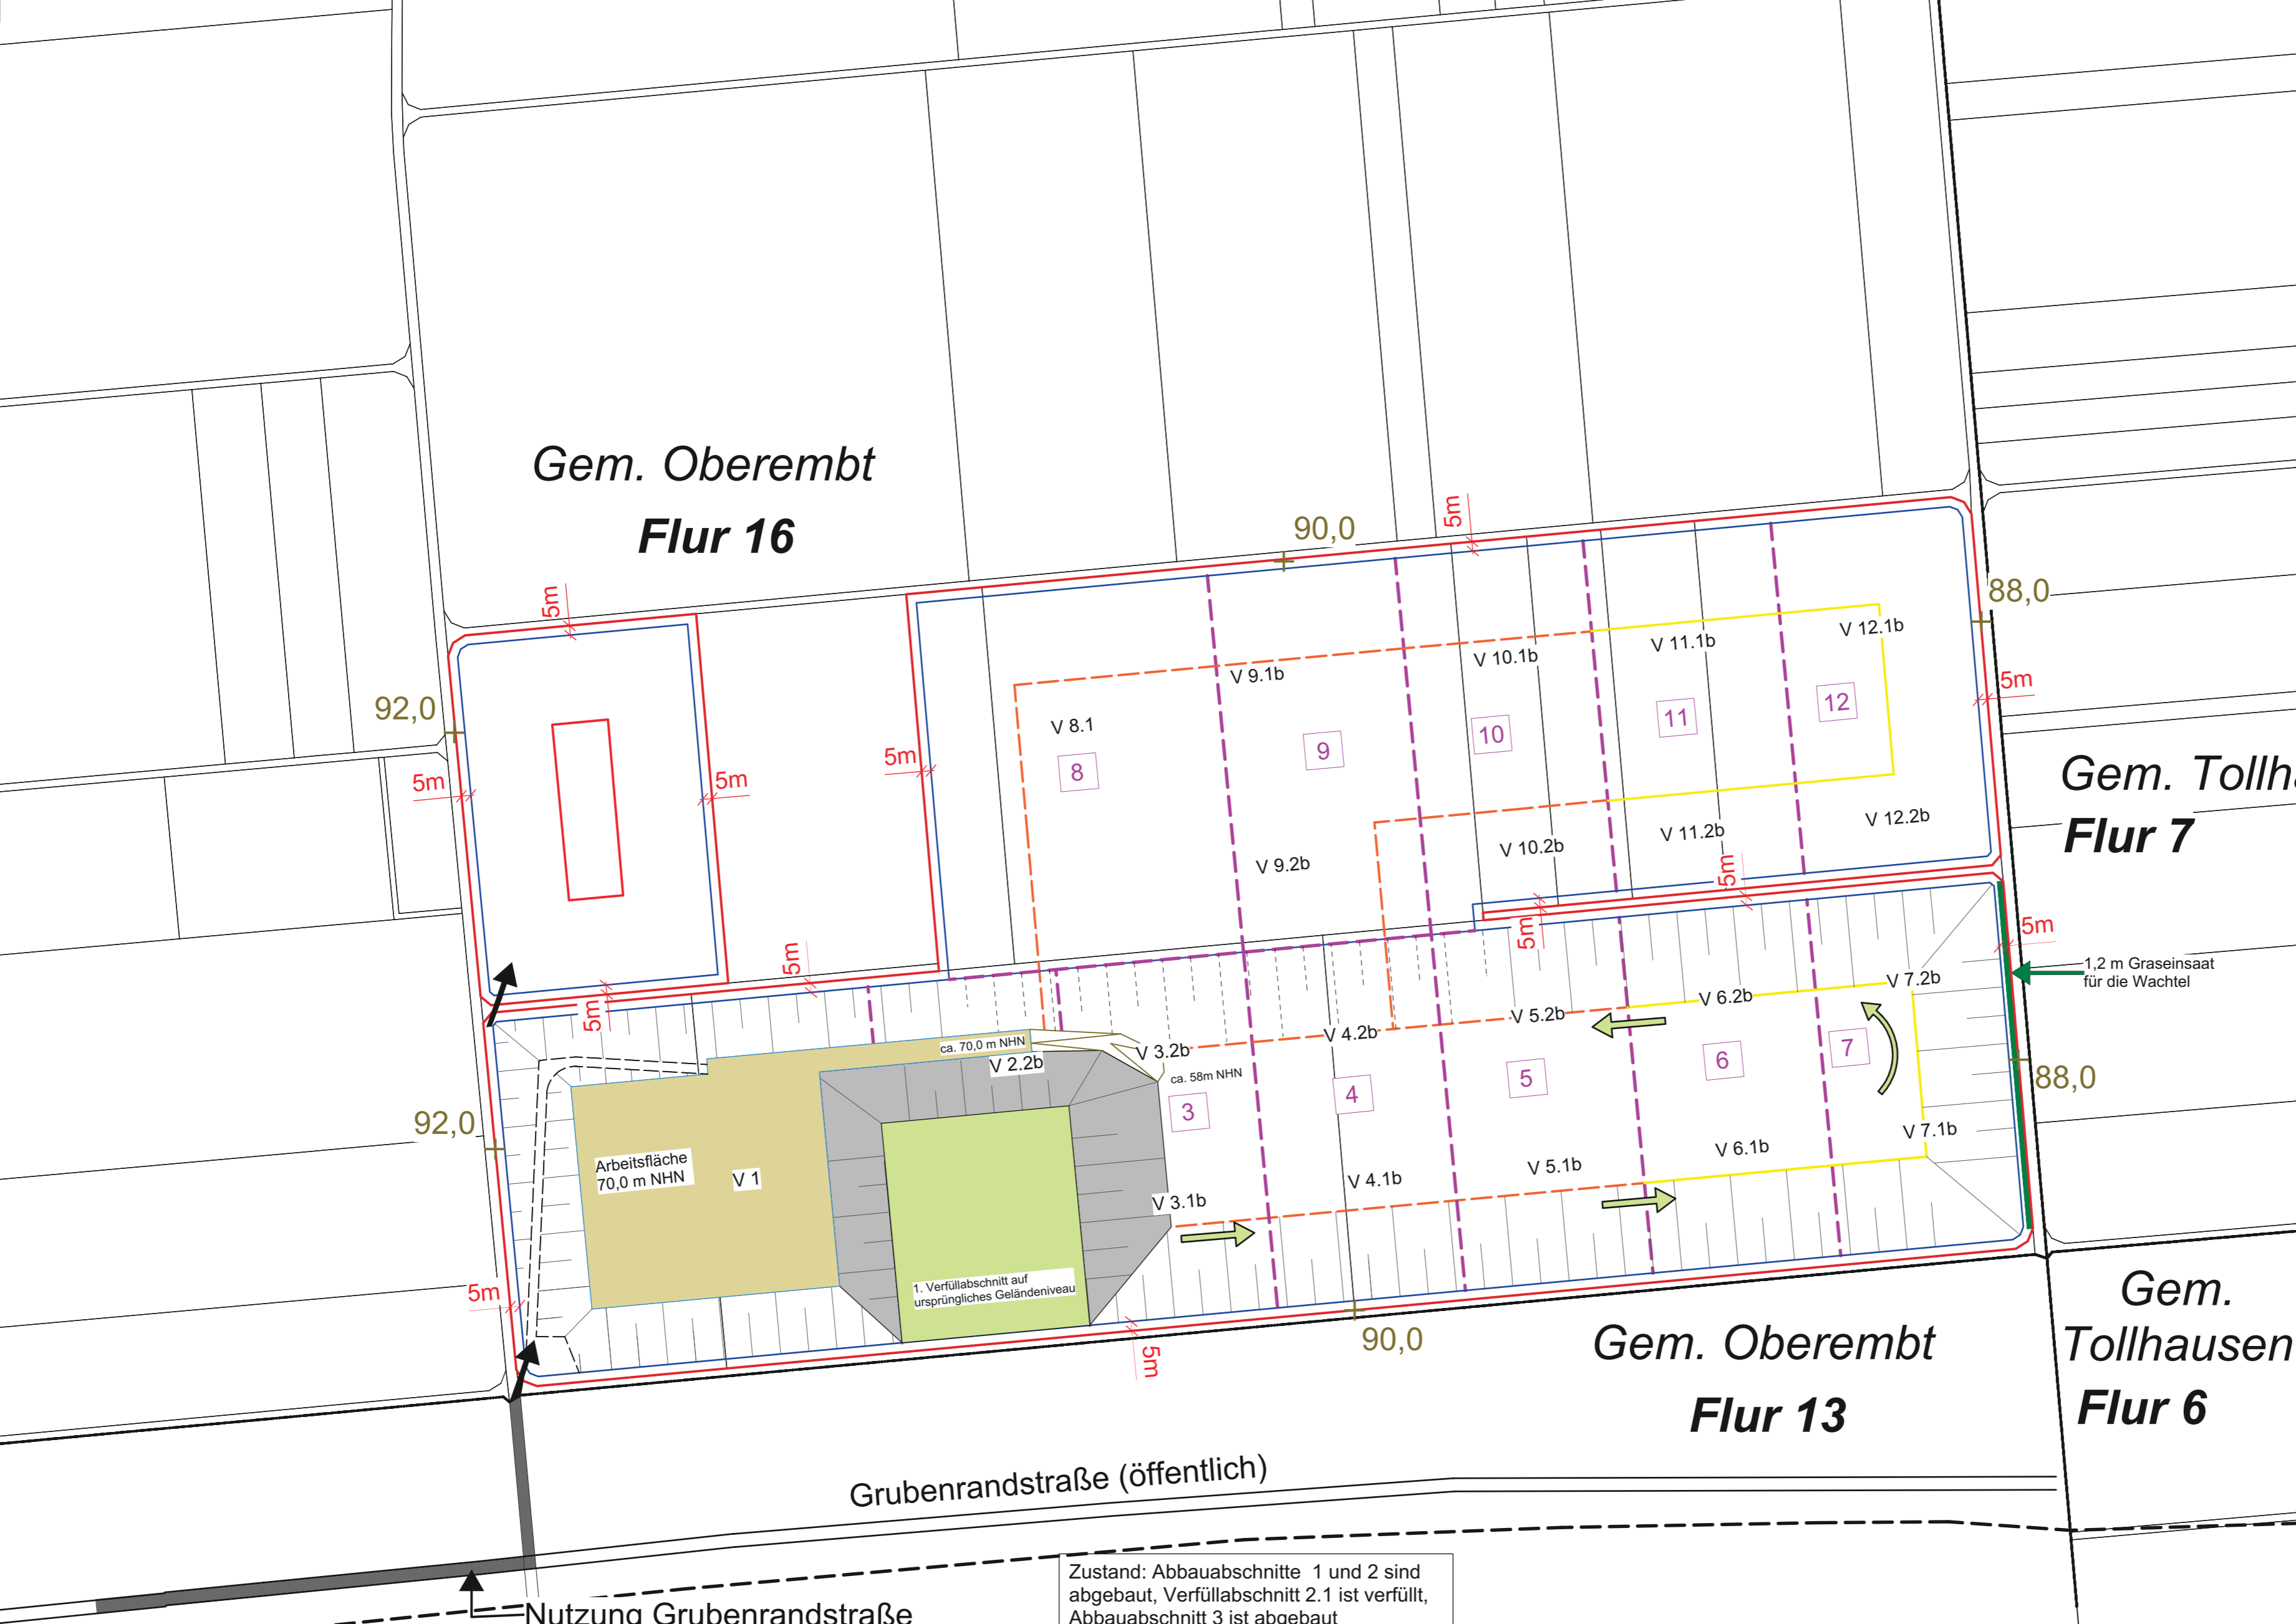 Gem. Oberembt
Flur 16
5m
90,0
5m
88,0
92,0
5m
5m
5m
5m
V 8.1
8
V 9.1b
9
V 10.1b
10
V 11.1b
11
V 12.1b
12
V 9.2b
V 10.2b
V 11.2b
V 12.2b
Gem. Tollh
Flur 7
5m
5m
5m
5m
5m
1,2 m Graseinsaat
für die Wachtel
ca. 70,0 m NHN
V 2.2b
V 3.2b
ca. 58m NHN
V 4.2b
V 5.2b
V 6.2b
V 7.2b
3
4
5
6
7
88,0
92,0
Arbeitsfläche
70,0 m NHN
V 1
V 3.1b
V 4.1b
V 5.1b
V 6.1b
V 7.1b
1. Verfüllabschnitt auf
ursprüngliches Geländeniveau
5m
5m
90,0
Gem. Oberembt
Flur 13
Gem.
Tollhausen
Flur 6
Grubenrandstraße (öffentlich)
Nutzung Grubenrandstraße
Zustand: Abbauabschnitte 1 und 2 sind
abgebaut, Verfüllabschnitt 2.1 ist verfüllt,
Abbauabschnitt 3 ist abgebaut